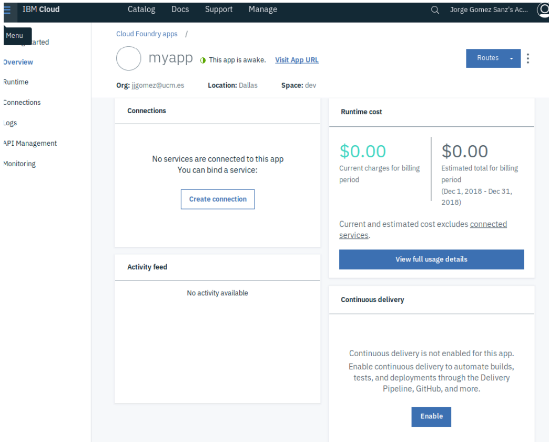 IBM Cloud
Catalog Docs Support Manage
Jorge Gomez Sanz's Ac...
Menu
started
Overview
Runtime
Connections
Logs
API Management
Monitoring
Cloud Foundry apps /
myapp
This app is awake. Visit App URL
Routes
Org: jjgomez@ucm.es Location: Dallas Space: dev
Connections
No services are connected to this app
You can bind a service:
Create connection
Activity feed
No activity available
Runtime cost
$0.00
Current charges for billing
period
$0.00
Estimated total for billing
period
(Dec 1, 2018 - Dec 31,
2018)
Current and estimated cost excludes connected
services.
View full usage details
Continuous delivery
Continuous delivery is not enabled for this app.
Enable continuous delivery to automate builds,
tests, and deployments through the Delivery
Pipeline, GitHub, and more.
Enable